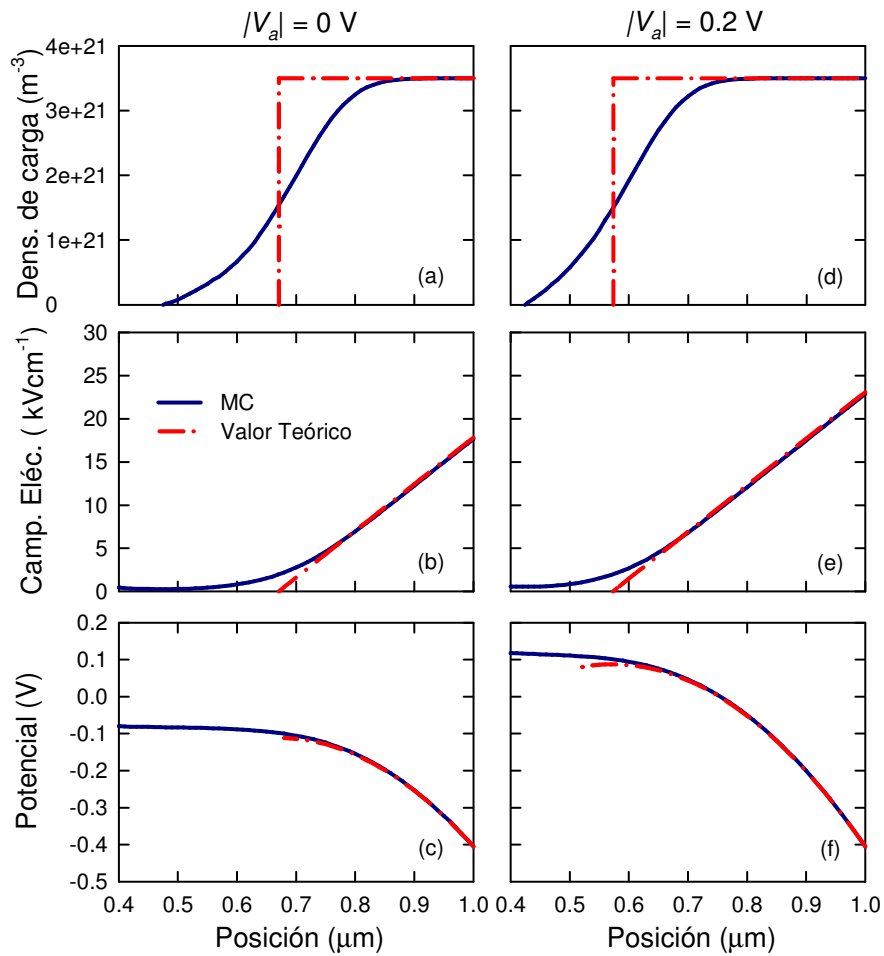 |Vₐ| = 0 V
|Vₐ| = 0.2 V
Dens. de carga (m⁻³)
4e+21
3e+21
2e+21
1e+21
0
(a)
(d)
Camp. Eléc. ( kVcm⁻¹)
30
25
20
15
10
5
0
MC
Valor Teórico
(b)
(e)
Potencial (V)
0.2
0.1
0.0
-0.1
-0.2
-0.3
-0.4
-0.5
(c)
(f)
0.4 0.5 0.6 0.7 0.8 0.9 1.0
0.4 0.5 0.6 0.7 0.8 0.9 1.0
Posición (μm)
Posición (μm)